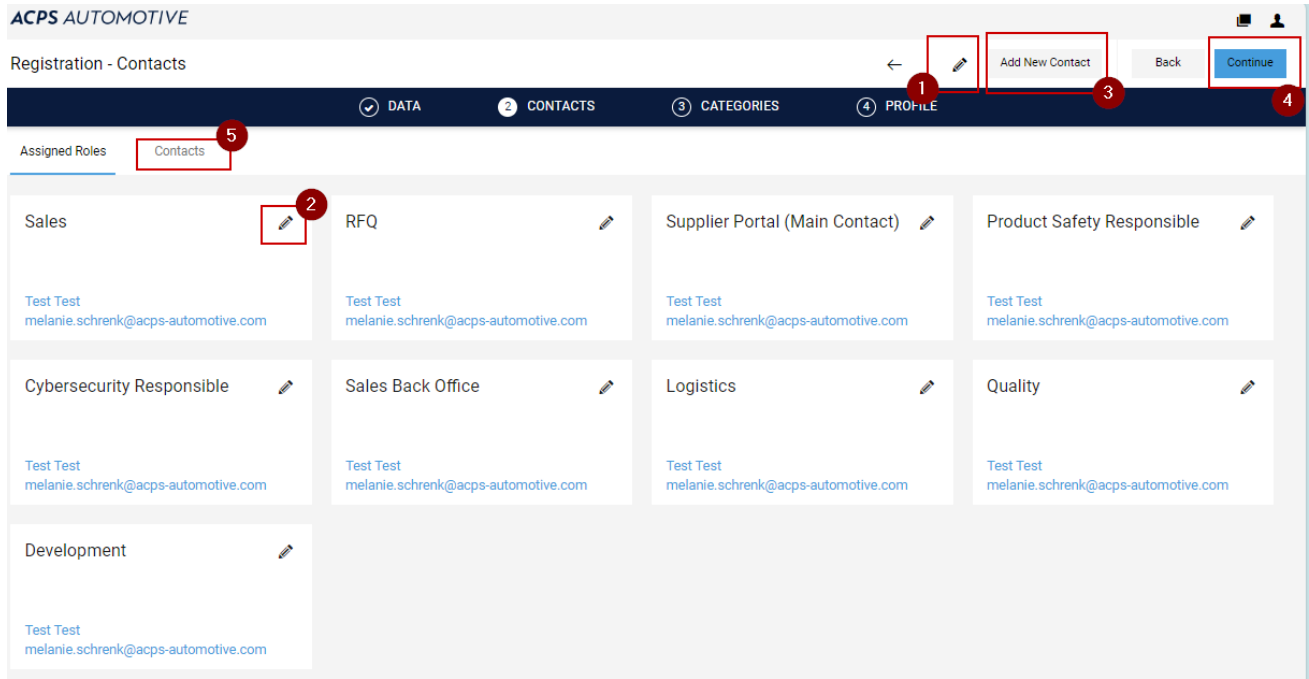 ACPS AUTOMOTIVE
Registration - Contacts
Add New Contact
Back
Continue
1
3
4
DATA
2 CONTACTS
3 CATEGORIES
4 PROFILE
5
Assigned Roles
Contacts
2
Sales
RFQ
Supplier Portal (Main Contact)
Product Safety Responsible
Test Test
melanie.schrenk@acps-automotive.com
Test Test
melanie.schrenk@acps-automotive.com
Test Test
melanie.schrenk@acps-automotive.com
Test Test
melanie.schrenk@acps-automotive.com
Cybersecurity Responsible
Sales Back Office
Logistics
Quality
Test Test
melanie.schrenk@acps-automotive.com
Test Test
melanie.schrenk@acps-automotive.com
Test Test
melanie.schrenk@acps-automotive.com
Test Test
melanie.schrenk@acps-automotive.com
Development
Test Test
melanie.schrenk@acps-automotive.com